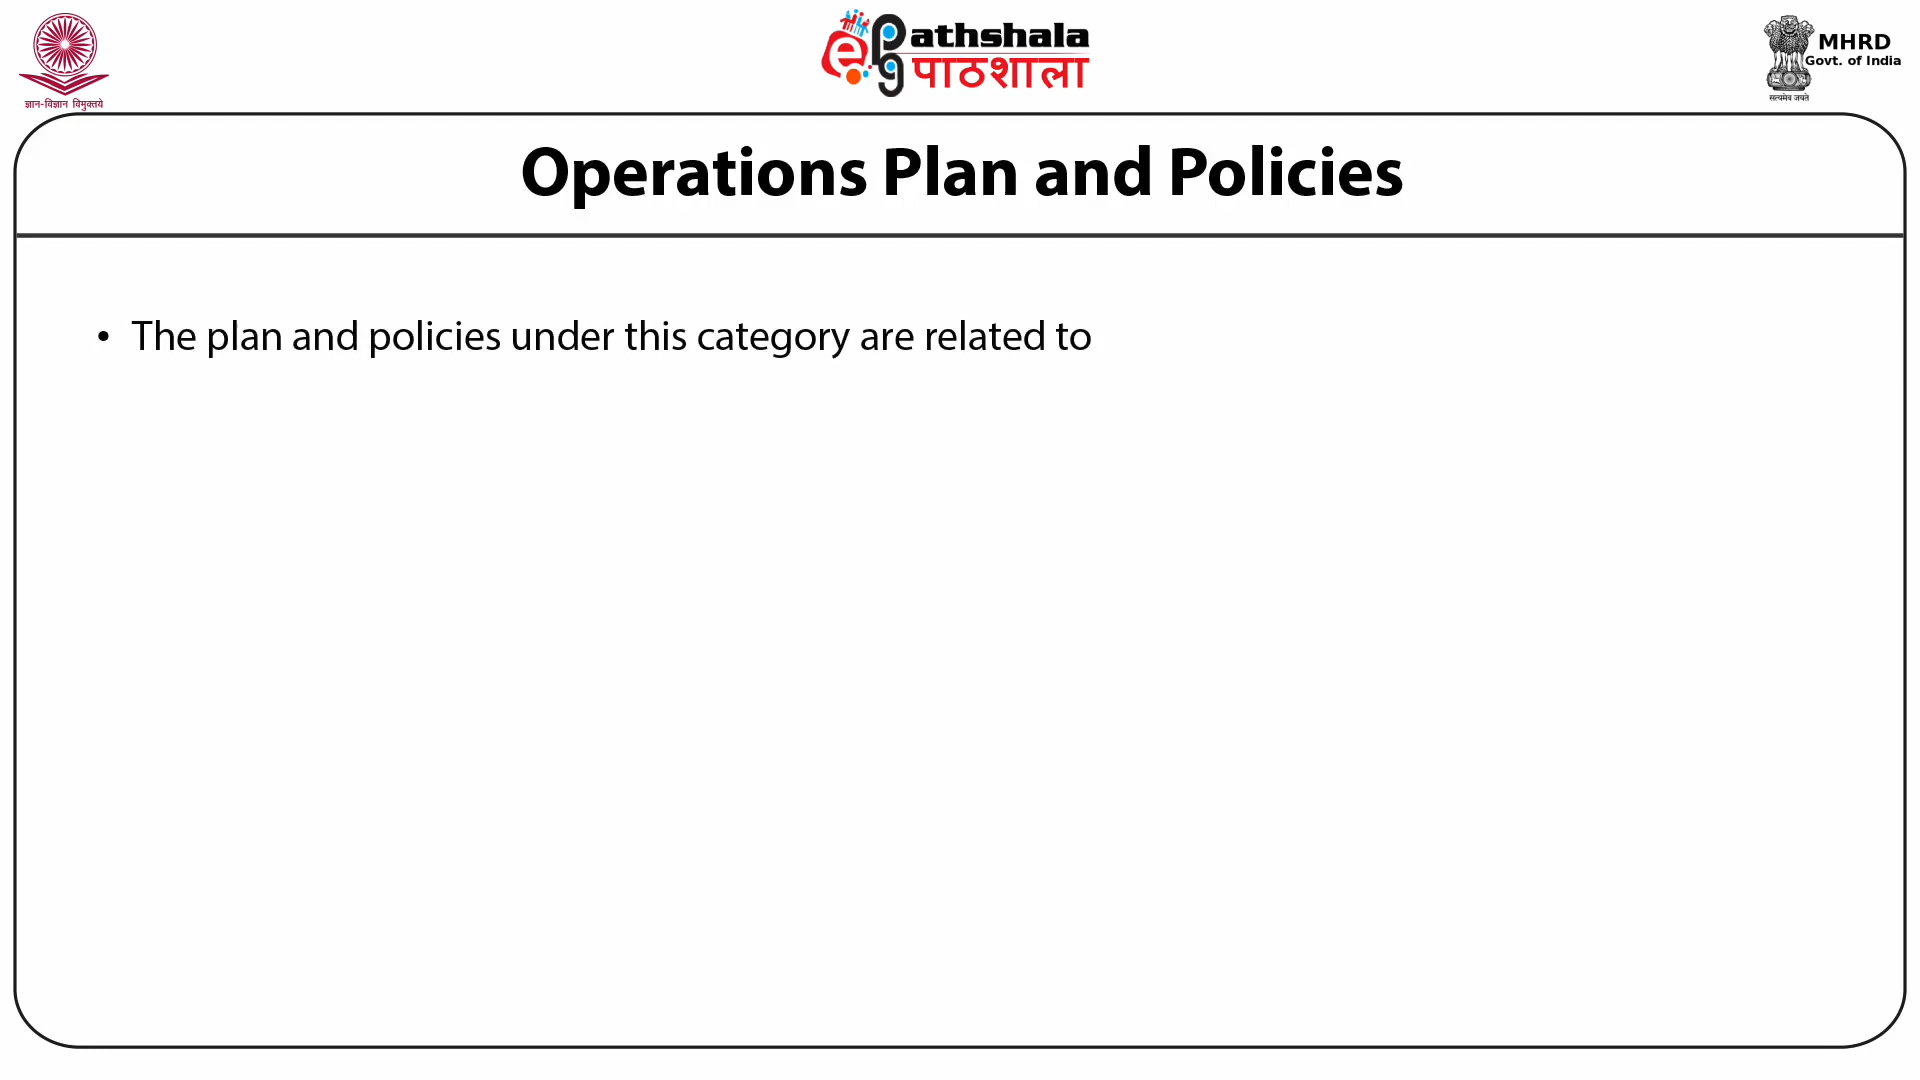 ज्ञान-विज्ञान विमुक्तये
ePathshala
पाठशाला
MHRD
Govt. of India
सत्यमेव जयते
Operations Plan and Policies
• The plan and policies under this category are related to